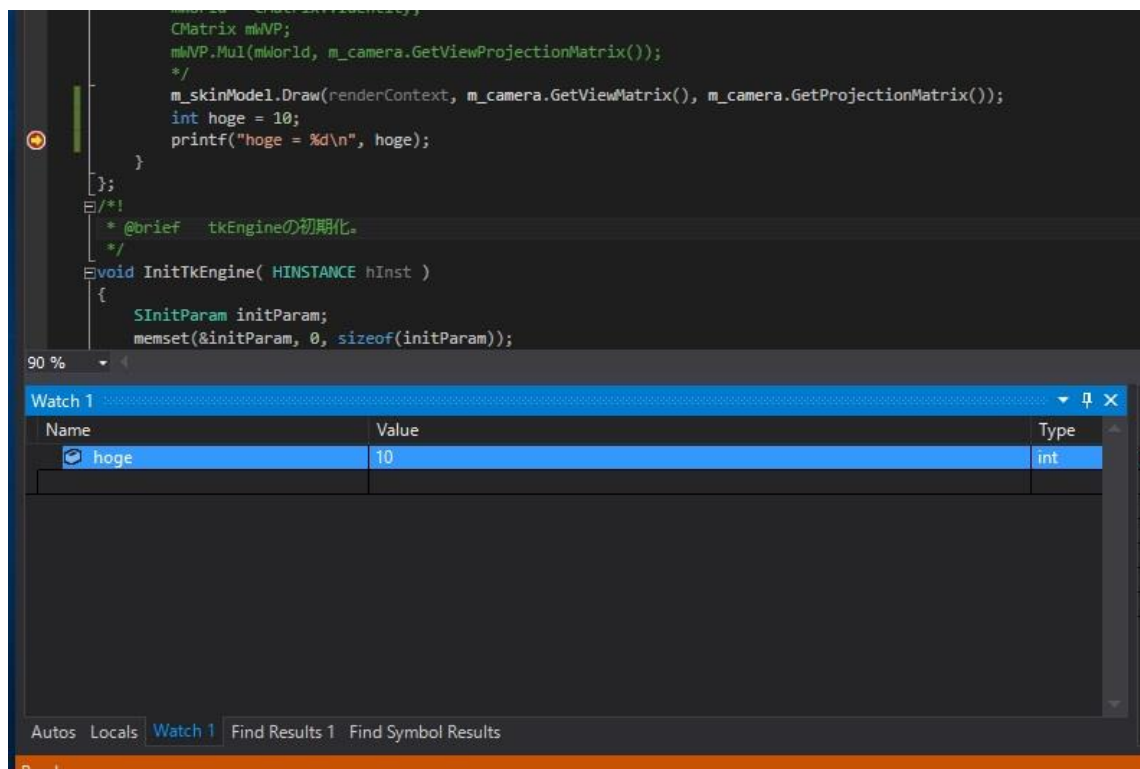 CMatrix mWVP;
mWVP.Mul(mWorld, m_camera.GetViewProjectionMatrix());
*/
m_skinModel.Draw(renderContext, m_camera.GetViewMatrix(), m_camera.GetProjectionMatrix());
int hoge = 10;
printf("hoge = %d\n", hoge);
}
};
/*!
* @brief tkEngineの初期化。
*/
void InitTkEngine( HINSTANCE hInst )
{
SInitParam initParam;
memset(&initParam, 0, sizeof(initParam));
90 %
Watch 1
Name Value Type
hoge 10 int
Autos Locals Watch 1 Find Results 1 Find Symbol Results